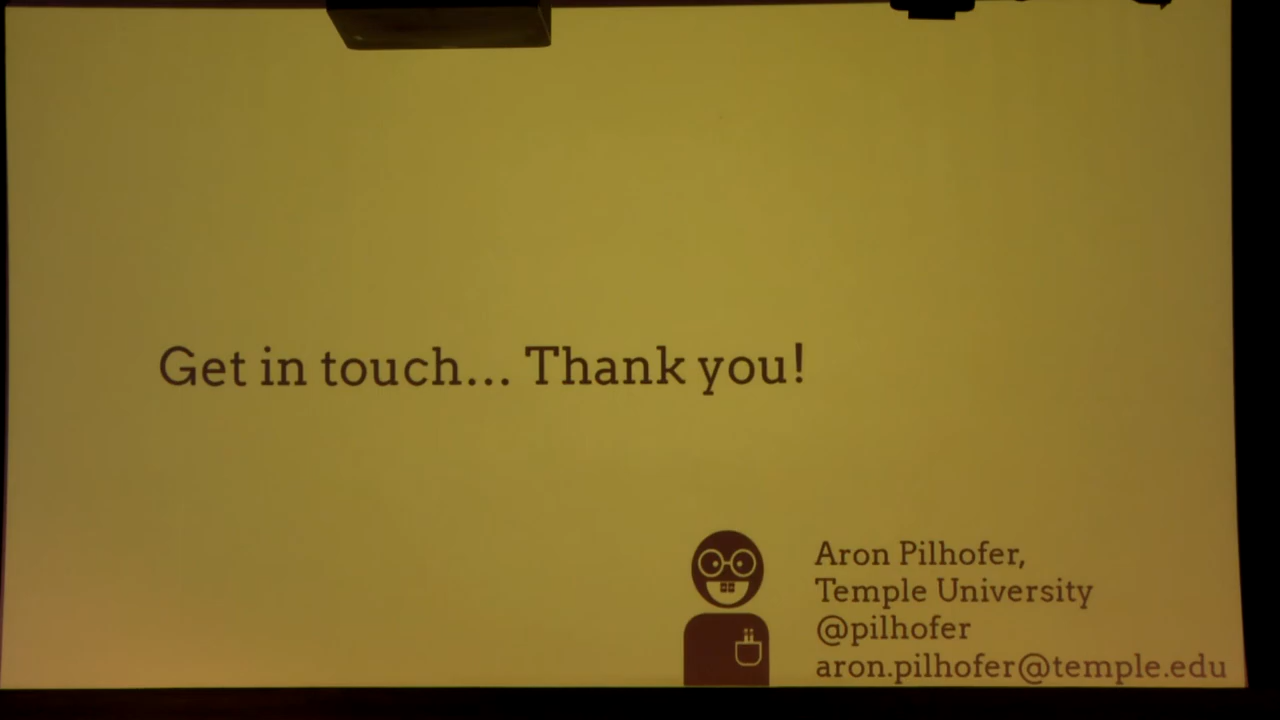 Get in touch... Thank you!
Aron Pilhofer,
Temple University
@pilhofer
aron.pilhofer@temple.edu